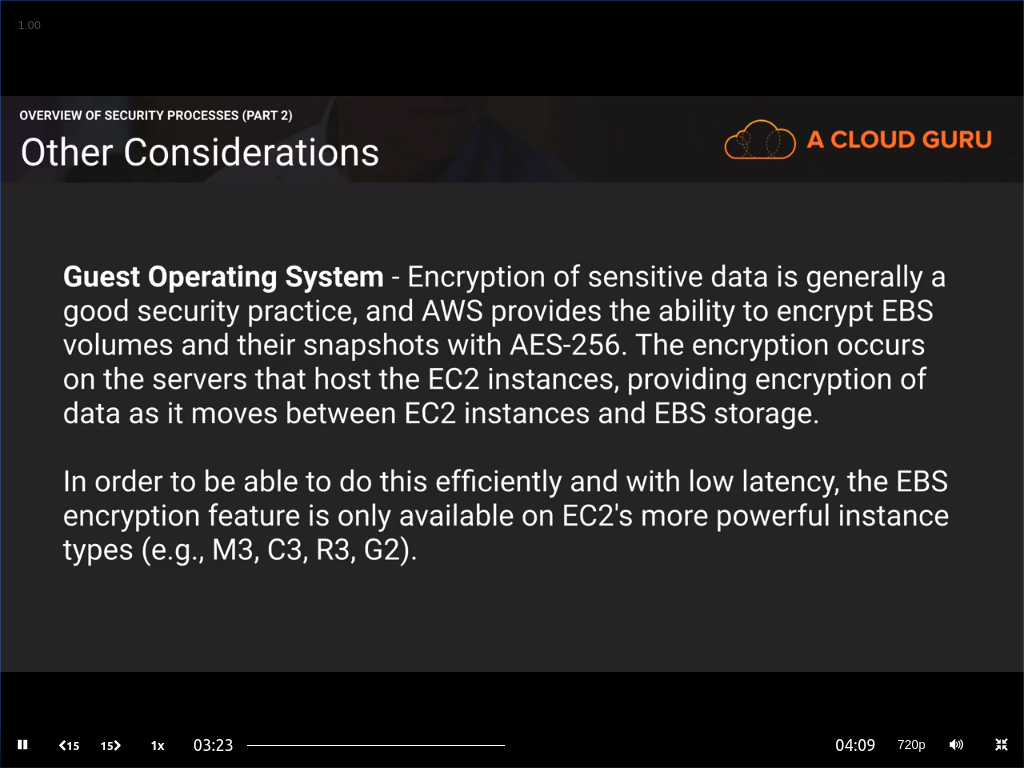 1.00
OVERVIEW OF SECURITY PROCESSES (PART 2)
Other Considerations
A CLOUD GURU
Guest Operating System - Encryption of sensitive data is generally a
good security practice, and AWS provides the ability to encrypt EBS
volumes and their snapshots with AES-256. The encryption occurs
on the servers that host the EC2 instances, providing encryption of
data as it moves between EC2 instances and EBS storage.
In order to be able to do this efficiently and with low latency, the EBS
encryption feature is only available on EC2's more powerful instance
types (e.g., M3, C3, R3, G2).
15 15 1x 03:23 04:09 720p